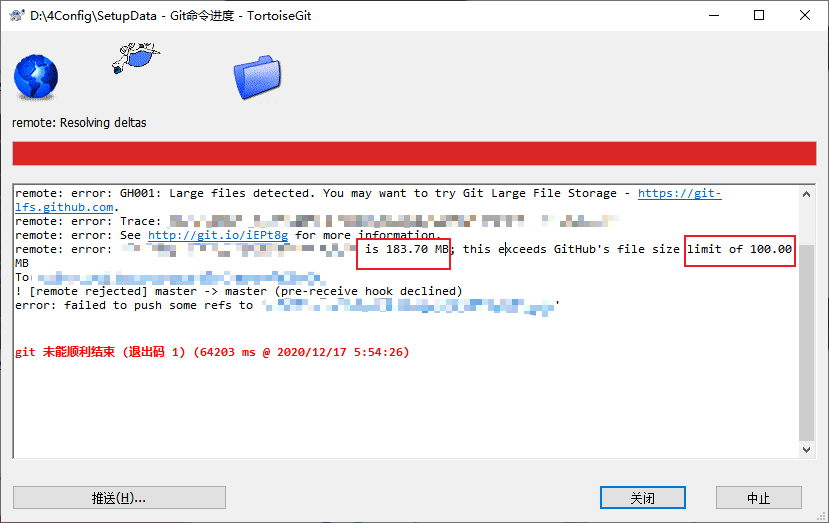 D:\4Config\SetupData - Git命令进度 - TortoiseGit
remote: Resolving deltas
remote: error: GH001: Large files detected. You may want to try Git Large File Storage - https://git-
lfs.github.com.
remote: error: Trace:
remote: error: See http://git.io/iEPt8g for more information.
remote: error: is 183.70 MB; this exceeds GitHub's file size limit of 100.00
MB
To
! [remote rejected] master -> master (pre-receive hook declined)
error: failed to push some refs to '
git 未能顺利结束 (退出码 1) (64203 ms @ 2020/12/17 5:54:26)
推送(H)...
关闭
中止